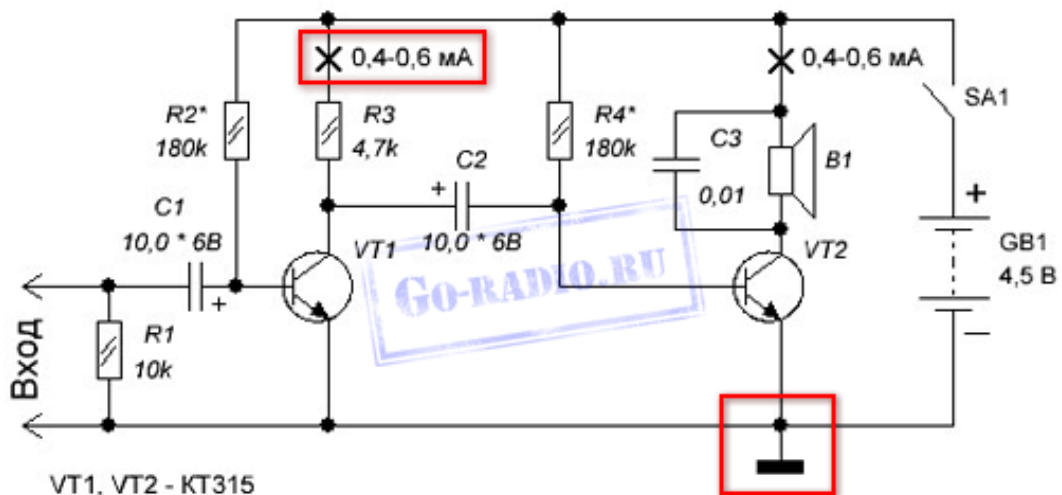 0,4-0,6 мА
0,4-0,6 мА
SA1
R2*
180k
R3
4,7k
R4*
180k
C3
0,01
B1
C2
+
10,0 * 6В
C1
10,0 * 6В
+
VT1
VT2
+
GB1
4,5 В
–
GO-RADIO.RU
R1
10k
Вход
VT1, VT2 - КТ315